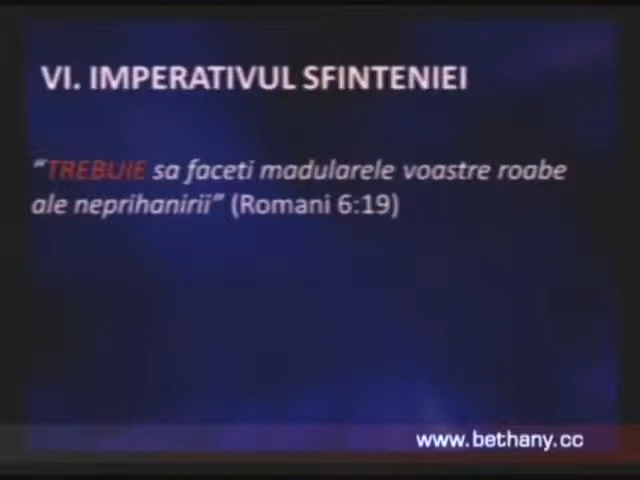 VI. IMPERATIVUL SFINTENIEI
"TREBUIE sa faceti madularele voastre roabe
ale neprihanirii" (Romani 6:19)
www.bethany.cc